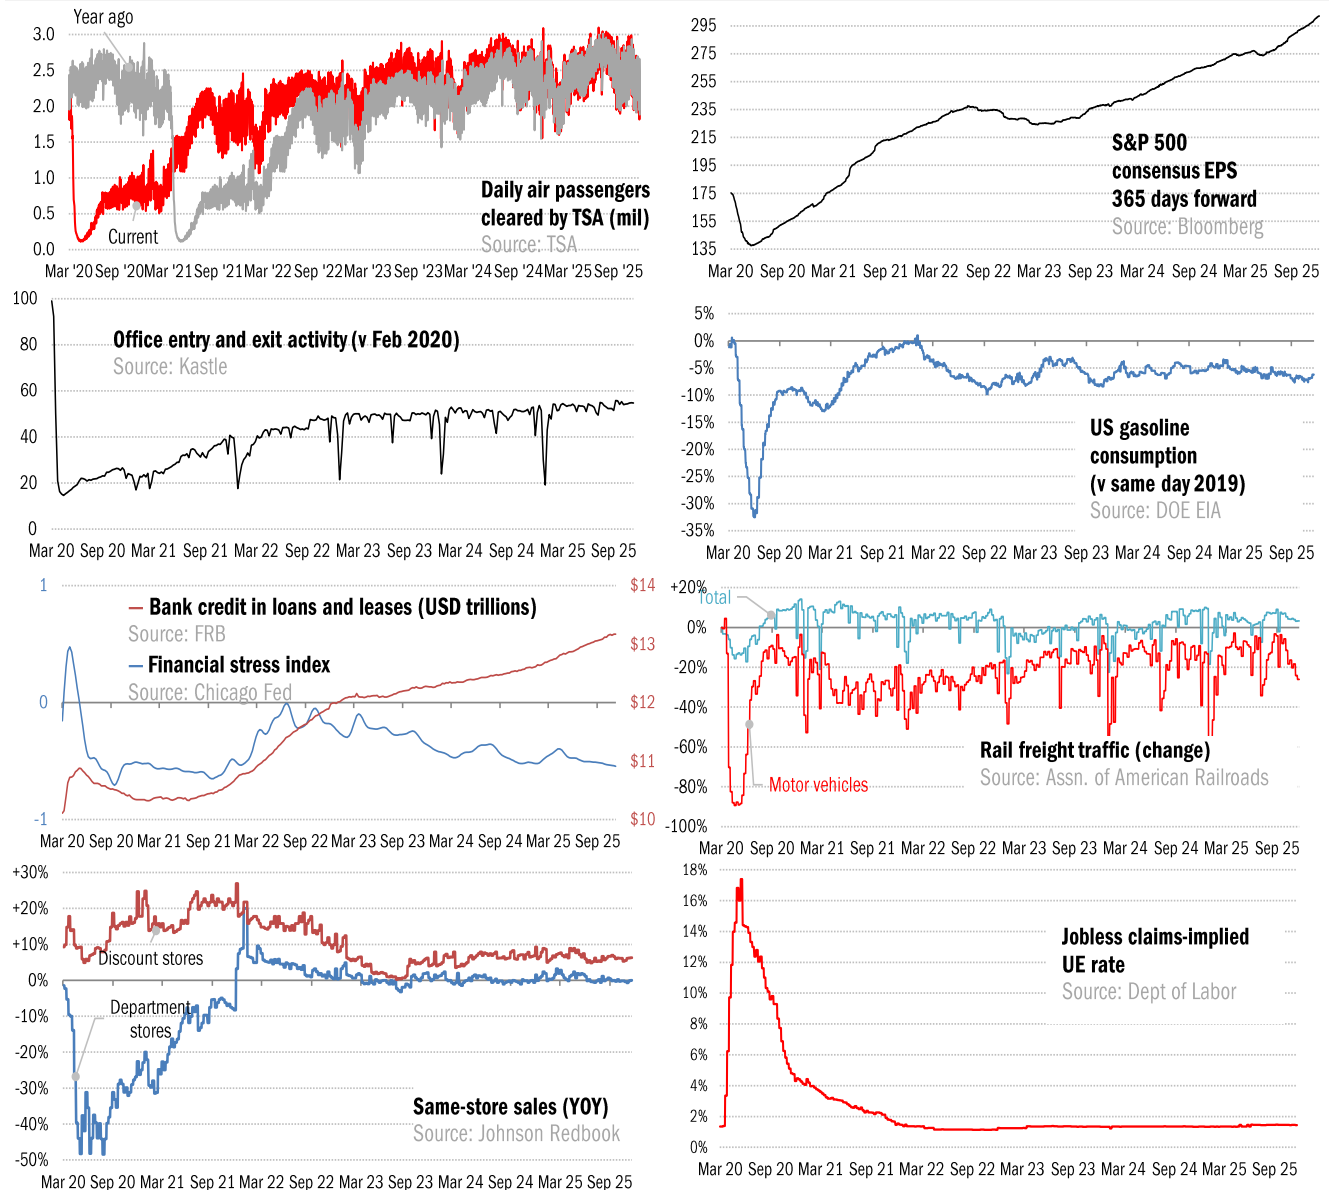 Year ago
3.0
2.5
2.0
1.5
1.0
0.5
0.0
Current
Daily air passengers
cleared by TSA (mil)
Source: TSA
Mar '20 Sep '20 Mar '21 Sep '21 Mar '22 Sep '22 Mar '23 Sep '23 Mar '24 Sep '24 Mar '25 Sep '25
295
275
255
235
215
195
175
155
135
S&P 500
consensus EPS
365 days forward
Source: Bloomberg
Mar 20 Sep 20 Mar 21 Sep 21 Mar 22 Sep 22 Mar 23 Sep 23 Mar 24 Sep 24 Mar 25 Sep 25
100
80
60
40
20
0
Office entry and exit activity (v Feb 2020)
Source: Kastle
Mar 20 Sep 20 Mar 21 Sep 21 Mar 22 Sep 22 Mar 23 Sep 23 Mar 24 Sep 24 Mar 25 Sep 25
5%
0%
-5%
-10%
-15%
-20%
-25%
-30%
-35%
US gasoline
consumption
(v same day 2019)
Source: DOE EIA
Mar 20 Sep 20 Mar 21 Sep 21 Mar 22 Sep 22 Mar 23 Sep 23 Mar 24 Sep 24 Mar 25 Sep 25
1
0
-1
Bank credit in loans and leases (USD trillions)
Source: FRB
Financial stress index
Source: Chicago Fed
$14
$13
$12
$11
$10
Mar 20 Sep 20 Mar 21 Sep 21 Mar 22 Sep 22 Mar 23 Sep 23 Mar 24 Sep 24 Mar 25 Sep 25
+20%
0%
-20%
-40%
-60%
-80%
-100%
Total
Motor vehicles
Rail freight traffic (change)
Source: Assn. of American Railroads
Mar 20 Sep 20 Mar 21 Sep 21 Mar 22 Sep 22 Mar 23 Sep 23 Mar 24 Sep 24 Mar 25 Sep 25
+30%
+20%
+10%
0%
-10%
-20%
-30%
-40%
-50%
Discount stores
Department
stores
Same-store sales (YOY)
Source: Johnson Redbook
Mar 20 Sep 20 Mar 21 Sep 21 Mar 22 Sep 22 Mar 23 Sep 23 Mar 24 Sep 24 Mar 25 Sep 25
18%
16%
14%
12%
10%
8%
6%
4%
2%
0%
Jobless claims-implied
UE rate
Source: Dept of Labor
Mar 20 Sep 20 Mar 21 Sep 21 Mar 22 Sep 22 Mar 23 Sep 23 Mar 24 Sep 24 Mar 25 Sep 25